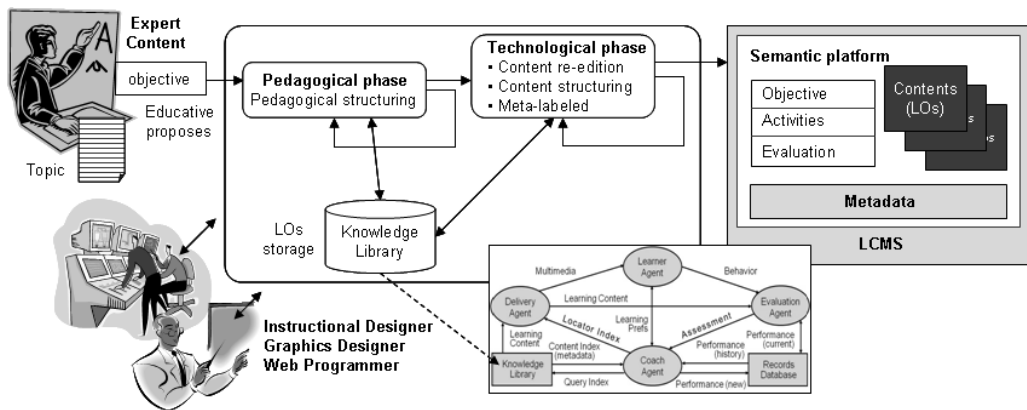 Expert
Content
objective
Educative
proposes
Topic
Pedagogical phase
Pedagogical structuring
Technological phase
▪ Content re-edition
▪ Content structuring
▪ Meta-labeled
LOs
storage
Knowledge
Library
Semantic platform
Objective
Activities
Evaluation
Contents
(LOs)
s
os
Metadata
LCMS
Instructional Designer
Graphics Designer
Web Programmer
Learner
Agent
Multimedia
Behavior
Delivery
Agent
Learning Content
Evaluation
Agent
Locator Index
Learning
Prefs
Assessment
Learning
Content
Content Index
(metadata)
Performance
(history)
Performance
(current)
Knowledge
Library
Coach
Agent
Records
Database
Query Index
Performance (new)
A